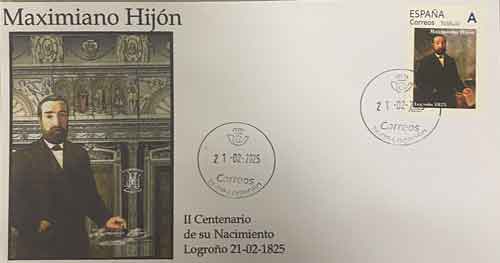 Maximiano Hijón
ESPAÑA A
Correos
Maximiano Hijón
Logroño 1825
21-02-2025
Correos
21-02-
Correos
II Centenario
de su Nacimiento
Logroño 21-02-1825